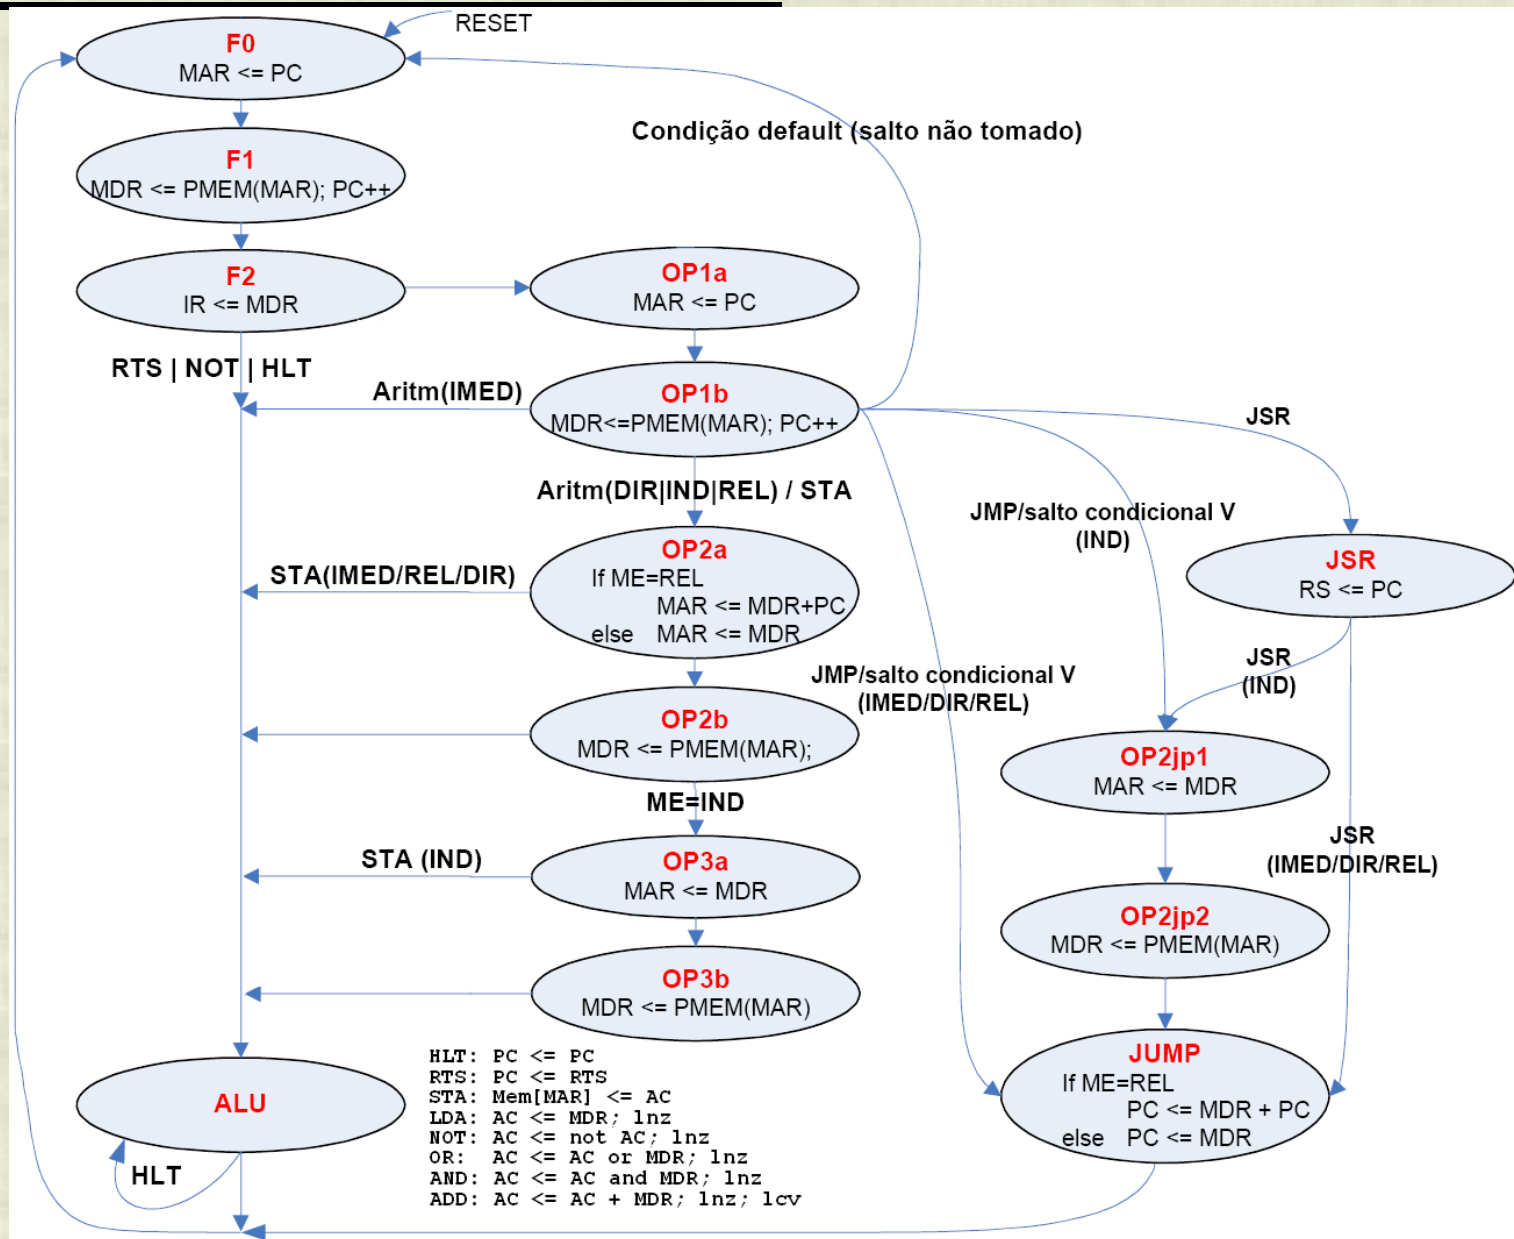 RESET
F0
MAR <= PC
Condição default (salto não tomado)
F1
MDR <= PMEM(MAR); PC++
F2
IR <= MDR
OP1a
MAR <= PC
RTS | NOT | HLT
Aritm(IMED)
OP1b
MDR<=PMEM(MAR); PC++
JSR
Aritm(DIR|IND|REL) / STA
JMP/salto condicional V
(IND)
OP2a
If ME=REL
MAR <= MDR+PC
else MAR <= MDR
STA(IMED/REL/DIR)
JSR
RS <= PC
JMP/salto condicional V
(IMED/DIR/REL)
JSR
(IND)
OP2b
MDR <= PMEM(MAR);
OP2jp1
MAR <= MDR
ME=IND
STA (IND)
OP3a
MAR <= MDR
JSR
(IMED/DIR/REL)
OP2jp2
MDR <= PMEM(MAR)
OP3b
MDR <= PMEM(MAR)
JUMP
If ME=REL
PC <= MDR + PC
else PC <= MDR
ALU
HLT
HLT: PC <= PC
RTS: PC <= RTS
STA: Mem[MAR] <= AC
LDA: AC <= MDR; lnz
NOT: AC <= not AC; lnz
OR: AC <= AC or MDR; lnz
AND: AC <= AC and MDR; lnz
ADD: AC <= AC + MDR; lnz; lcv